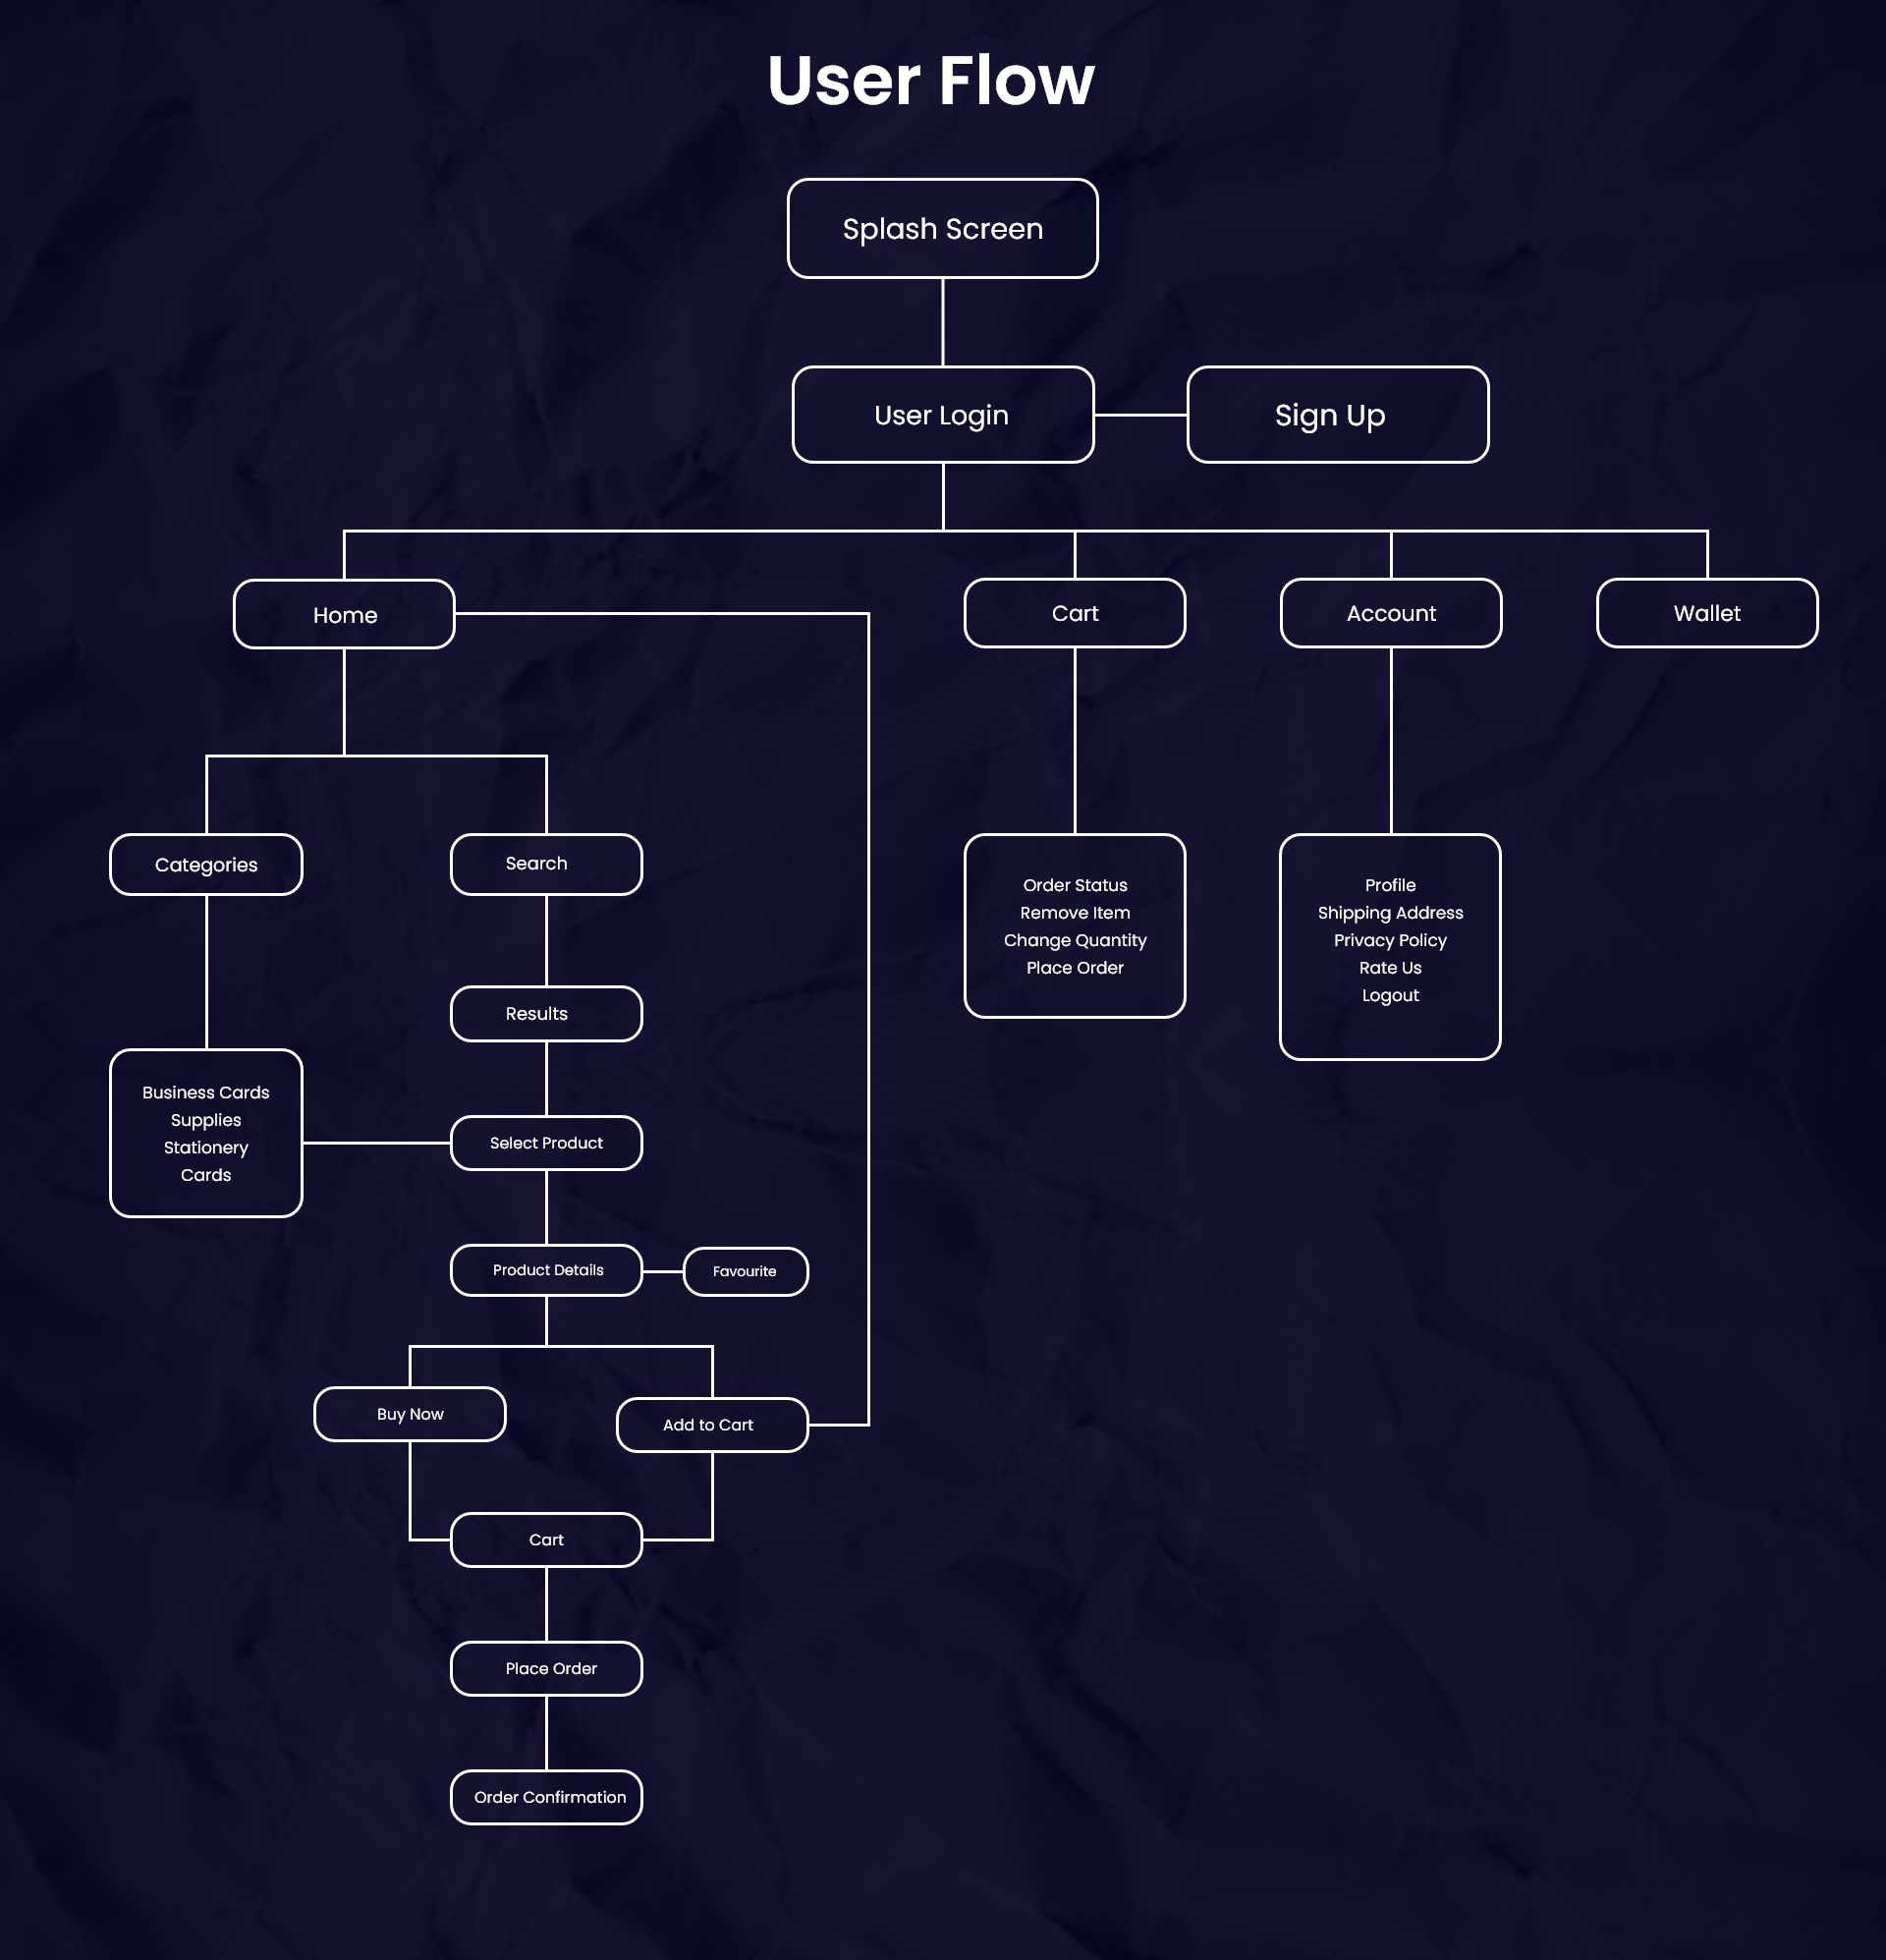 User Flow
Splash Screen
User Login
Sign Up
Home
Cart
Account
Wallet
Categories
Search
Order Status
Remove Item
Change Quantity
Place Order
Profile
Shipping Address
Privacy Policy
Rate Us
Logout
Results
Business Cards
Supplies
Stationery
Cards
Select Product
Product Details
Favourite
Buy Now
Add to Cart
Cart
Place Order
Order Confirmation